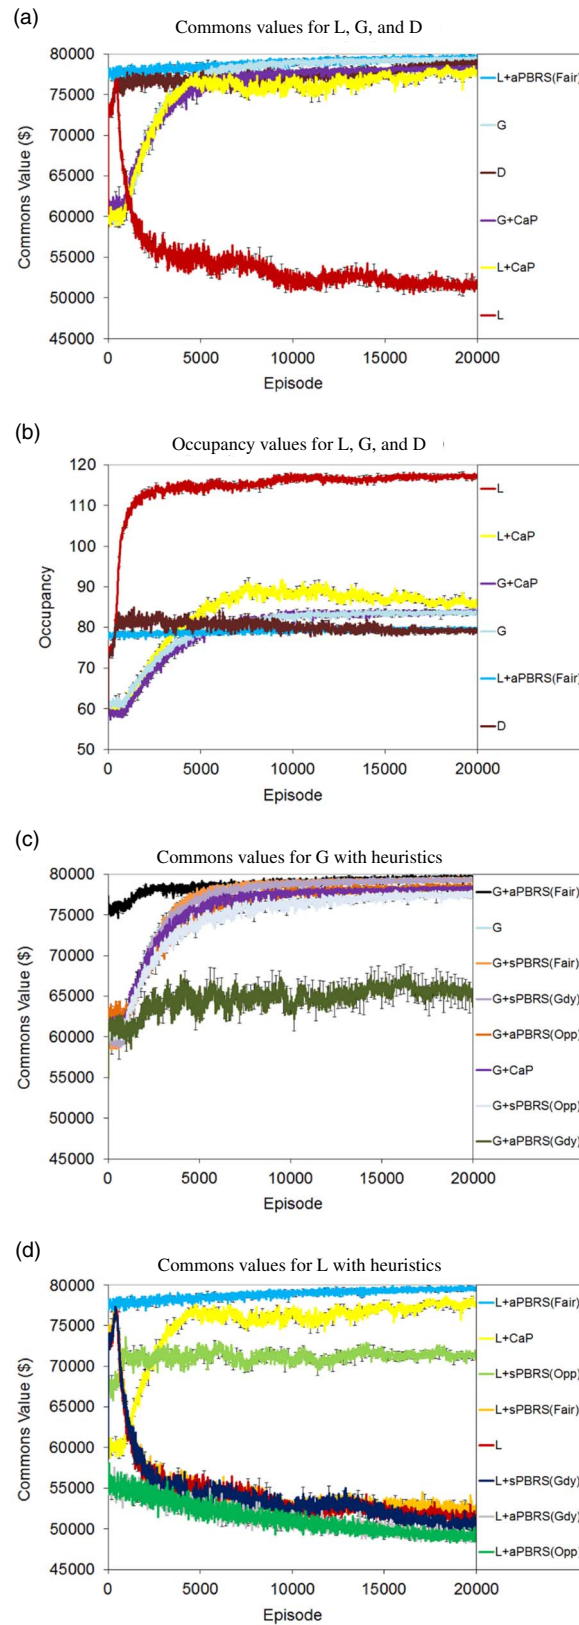 (a)
Commons values for L, G, and D
Commons Value ($)
80000
75000
70000
65000
60000
55000
50000
45000
0
5000
10000
15000
20000
Episode
L+aPBRS(Fair)
G
D
G+CaP
L+CaP
L
(b)
Occupancy values for L, G, and D
Occupancy
120
110
100
90
80
70
60
50
0
5000
10000
15000
20000
Episode
L
L+CaP
G+CaP
G
L+aPBRS(Fair)
D
(c)
Commons values for G with heuristics
Commons Value ($)
80000
75000
70000
65000
60000
55000
50000
45000
0
5000
10000
15000
20000
Episode
G+aPBRS(Fair)
G
G+sPBRS(Fair)
G+sPBRS(Gdy)
G+aPBRS(Opp)
G+CaP
G+sPBRS(Opp)
G+aPBRS(Gdy)
(d)
Commons values for L with heuristics
Commons Value ($)
80000
75000
70000
65000
60000
55000
50000
45000
0
5000
10000
15000
20000
Episode
L+aPBRS(Fair)
L+CaP
L+sPBRS(Opp)
L+sPBRS(Fair)
L
L+sPBRS(Gdy)
L+aPBRS(Gdy)
L+aPBRS(Opp)